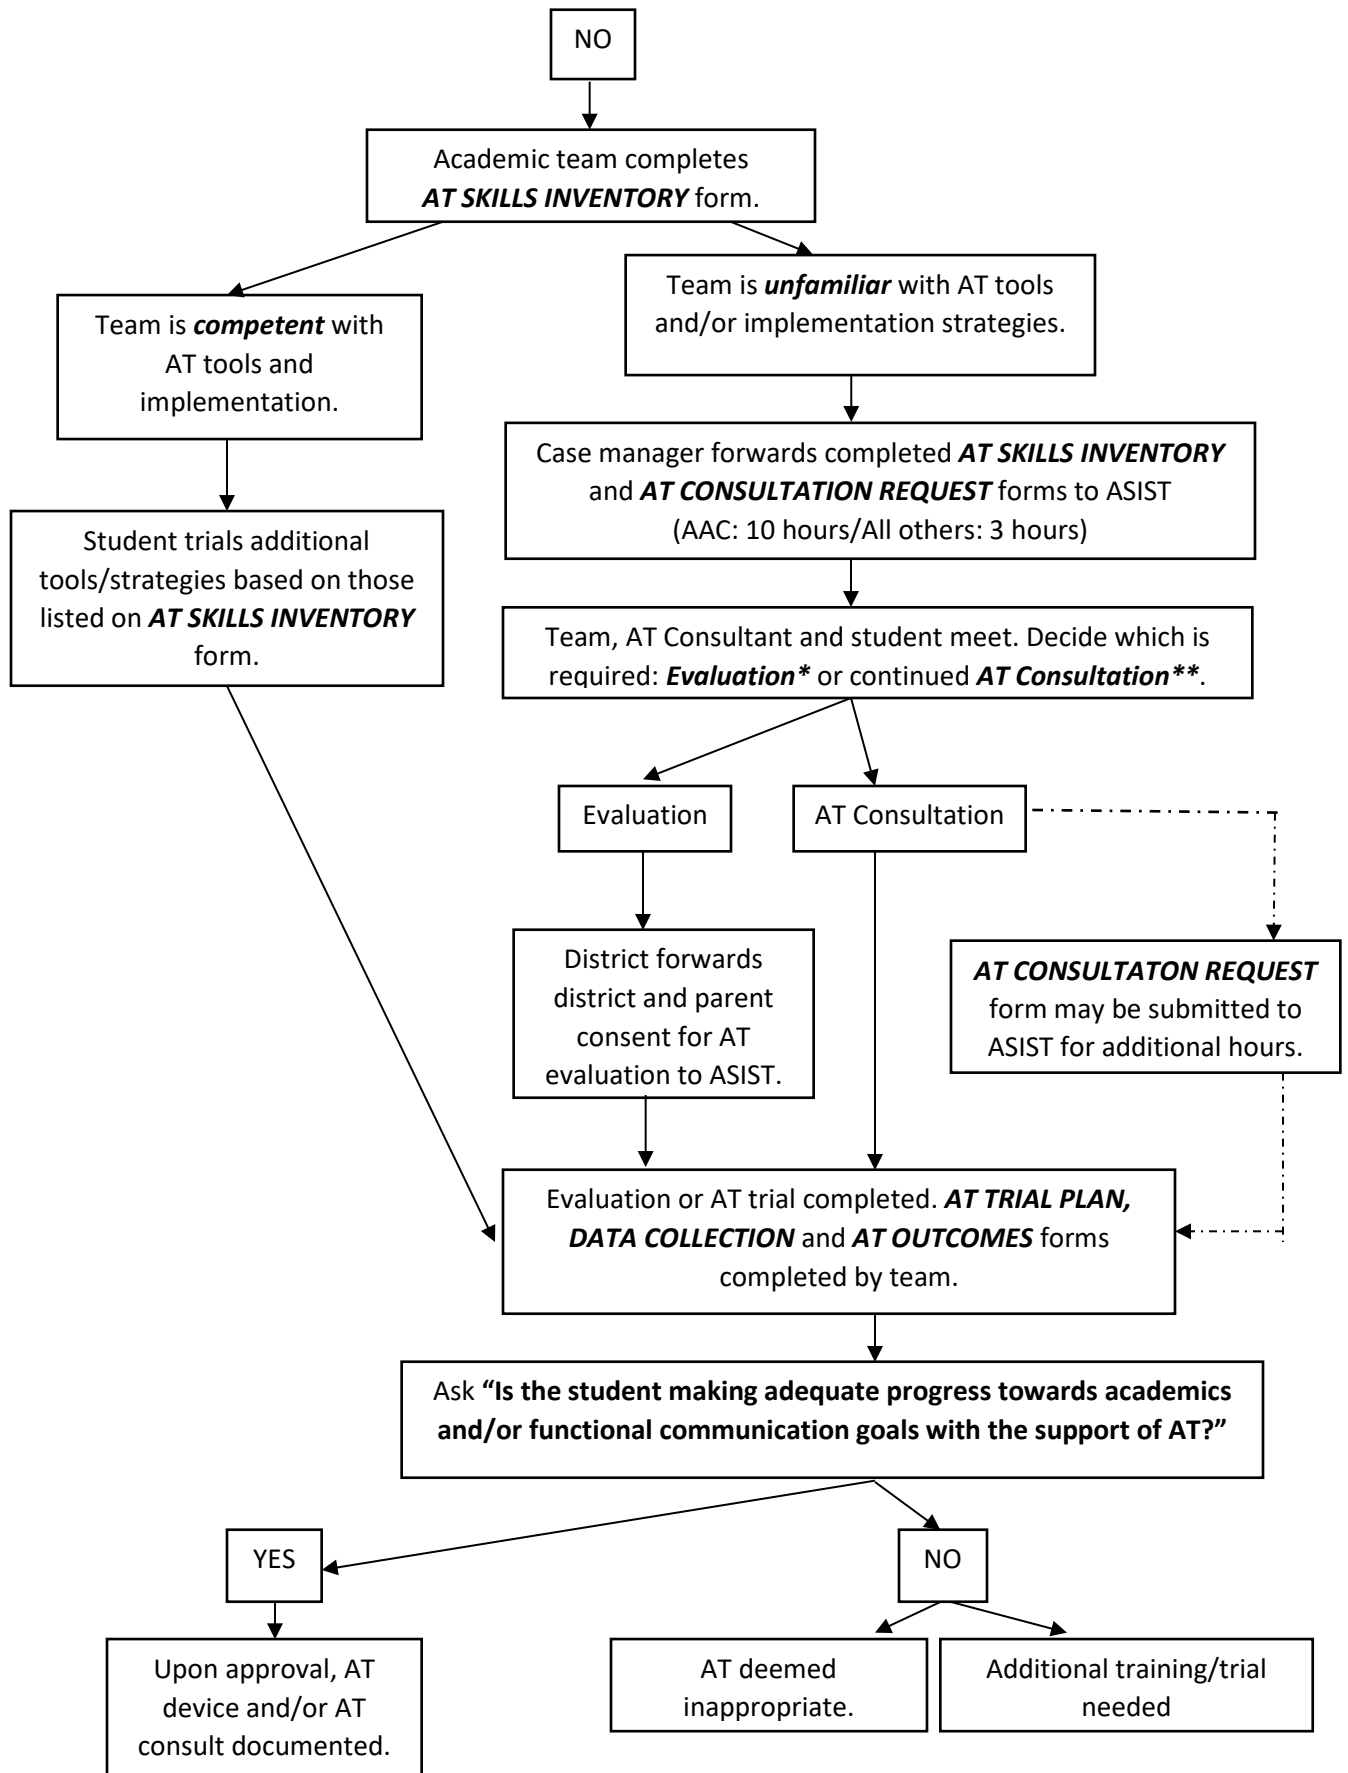 NO
Academic team completes
AT SKILLS INVENTORY form.
Team is competent with
AT tools and
implementation.
Team is unfamiliar with AT tools
and/or implementation strategies.
Case manager forwards completed AT SKILLS INVENTORY
and AT CONSULTATION REQUEST forms to ASIST
(AAC: 10 hours/All others: 3 hours)
Student trials additional
tools/strategies based on those
listed on AT SKILLS INVENTORY
form.
Team, AT Consultant and student meet. Decide which is
required: Evaluation* or continued AT Consultation**.
Evaluation
AT Consultation
District forwards
district and parent
consent for AT
evaluation to ASIST.
AT CONSULTATON REQUEST
form may be submitted to
ASIST for additional hours.
Evaluation or AT trial completed. AT TRIAL PLAN,
DATA COLLECTION and AT OUTCOMES forms
completed by team.
Ask “Is the student making adequate progress towards academics
and/or functional communication goals with the support of AT?”
YES
NO
Upon approval, AT
device and/or AT
consult documented.
AT deemed
inappropriate.
Additional training/trial
needed